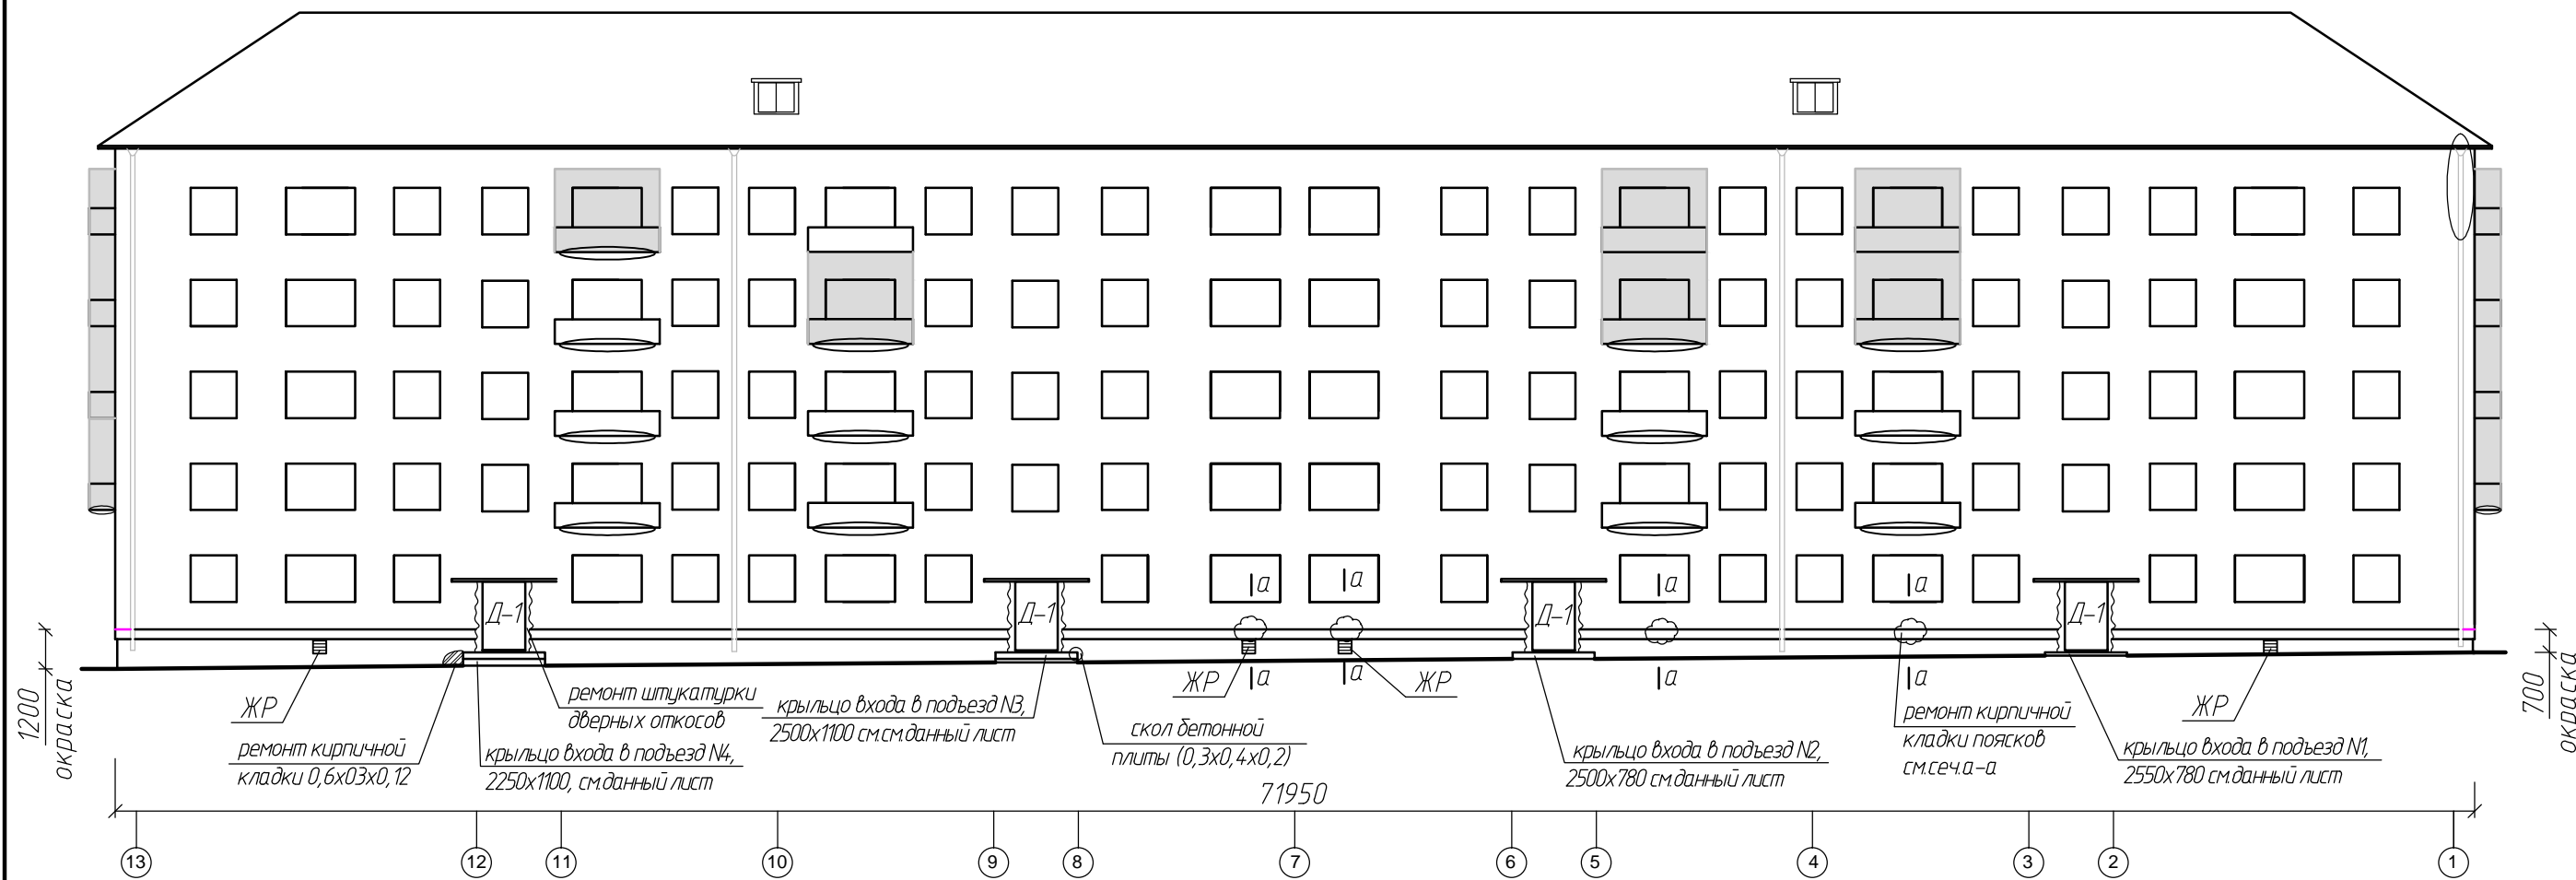 Д-1
Д-1
Д-1
Д-1
а
а
а
а
а
а
а
а
1200
окраска
700
окраска
ЖР
ремонт кирпичной
кладки 0,6х03х0,12
ремонт штукатурки
дверных откосов
крыльцо входа в подъезд N4,
2250х1100, см.данный лист
крыльцо входа в подъезд N3,
2500х1100 см.см.данный лист
скол бетонной
плиты (0,3х0,4х0,2)
ЖР
ЖР
крыльцо входа в подъезд N2,
2500х780 см.данный лист
ремонт кирпичной
кладки поясков
см.сеч.а-а
крыльцо входа в подъезд N1,
2550х780 см.данный лист
ЖР
71950
13 12 11 10 9 8 7 6 5 4 3 2 1